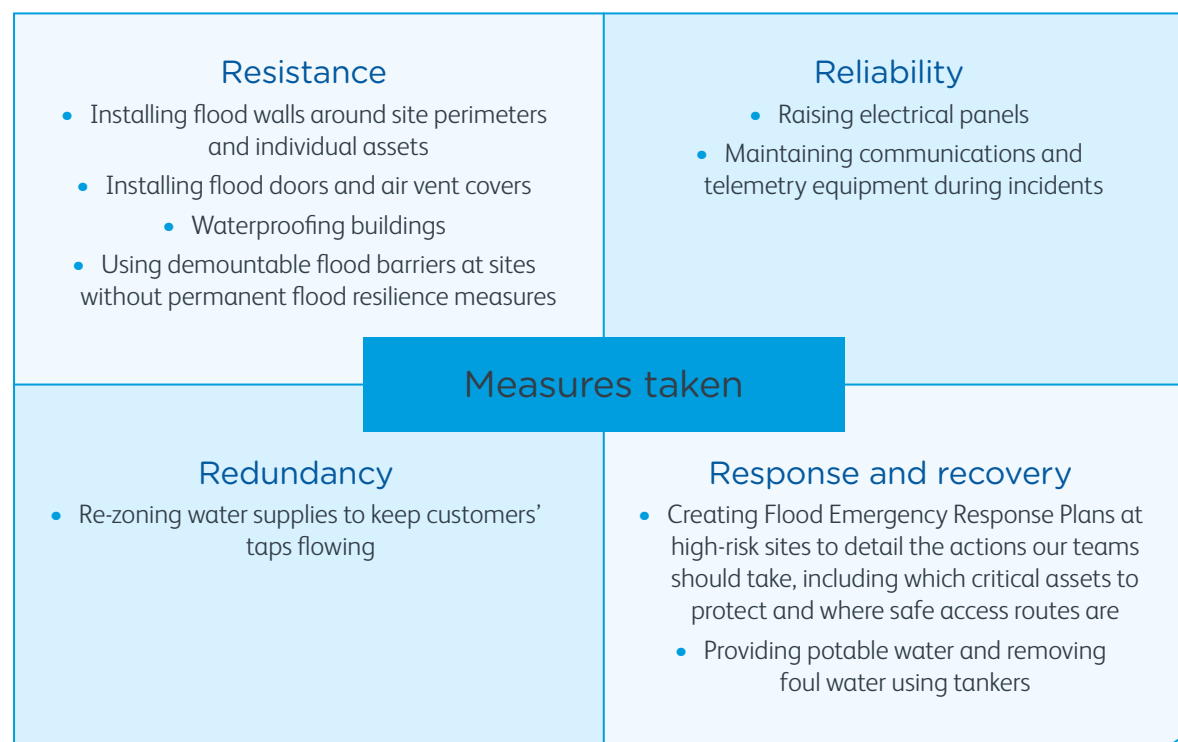 Resistance
• Installing flood walls around site perimeters
and individual assets
• Installing flood doors and air vent covers
• Waterproofing buildings
• Using demountable flood barriers at sites
without permanent flood resilience measures
Reliability
• Raising electrical panels
• Maintaining communications and
telemetry equipment during incidents
Measures taken
Redundancy
• Re-zoning water supplies to keep customers’
taps flowing
Response and recovery
• Creating Flood Emergency Response Plans at
high-risk sites to detail the actions our teams
should take, including which critical assets to
protect and where safe access routes are
• Providing potable water and removing
foul water using tankers